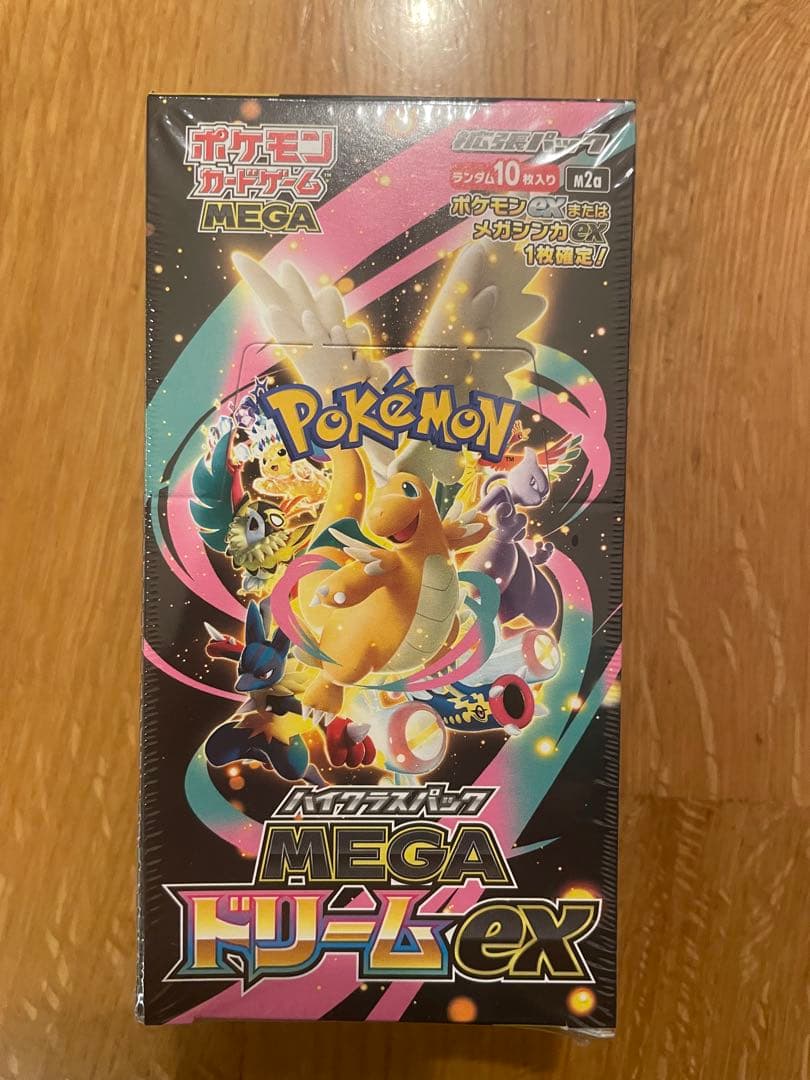 ポケモン
カードゲーム™
MEGA
拡張パック
ランダム10枚入り
m2a
ポケモンexまたは
メガシンカex
1枚確定!
POKÉMON™
ハイクラスパック
MEGA
ドリームex